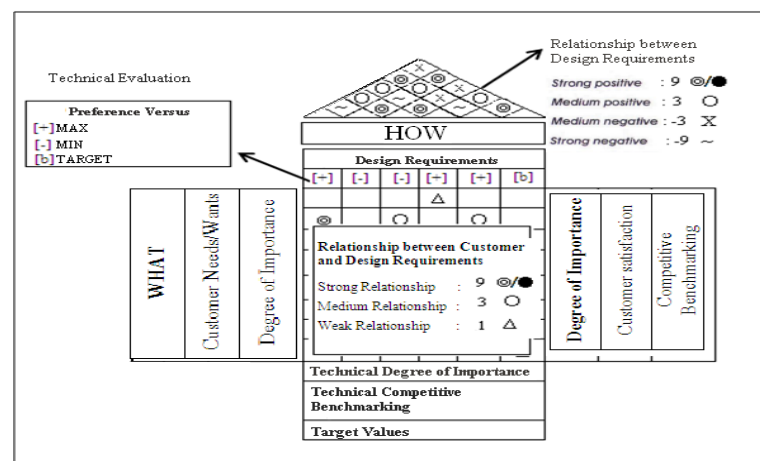 Relationship between
Design Requirements
Technical Evaluation
Strong positive : 9 ◎/●
Medium positive : 3 ○
Medium negative : -3 X
Strong negative : -9 ~
Preference Versus
[+] MAX
[-] MIN
[b] TARGET
HOW
Design Requirements
[+] [-] [-] [+] [+] [b]
WHAT
Customer Needs/Wants
Degree of Importance
Relationship between Customer
and Design Requirements
Strong Relationship : 9 ◎/●
Medium Relationship : 3 ○
Weak Relationship : 1 △
Degree of Importance
Customer satisfaction
Competitive
Benchmarking
Technical Degree of Importance
Technical Competitive
Benchmarking
Target Values